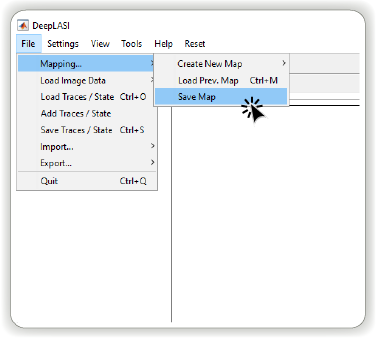 DeepLASI
File Settings View Tools Help Reset
Mapping...
Load Image Data
Load Traces / State Ctrl+O
Add Traces / State
Save Traces / State Ctrl+S
Import...
Export...
Quit Ctrl+Q
Create New Map
Load Prev. Map Ctrl+M
Save Map